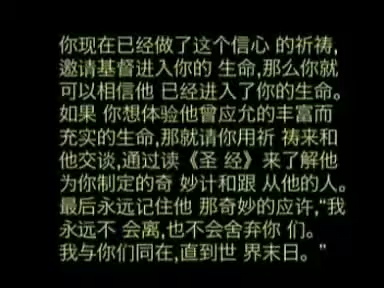 你现在已经做了这个信心 的祈祷,
邀请基督进入你的 生命,那么你就
可以相信他 已经进入了你的生命。
如果 你想体验他曾应允的丰富而
充实的生命,那就请你用祈 祷来和
他交谈,通过读《圣 经》来了解他
为你制定的奇 妙计和跟 从他的人。
最后永远记住他 那奇妙的应许,“我
永远不 会离,也不会舍弃你 们。
我与你们同在,直到世 界末日。”